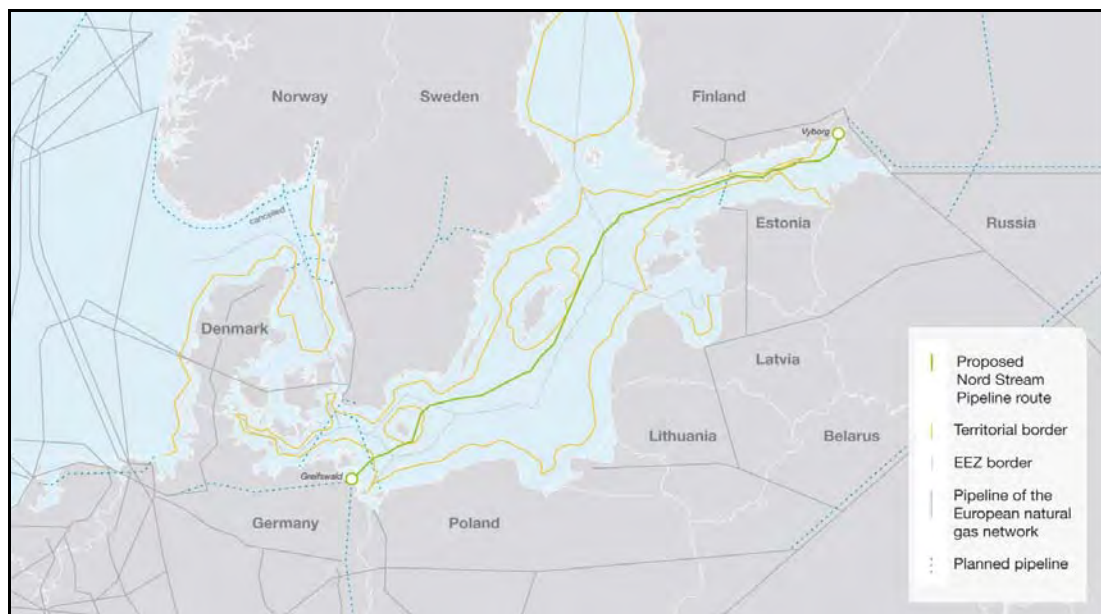 Norway
Sweden
Finland
Vyborg
cancelled
Estonia
Russia
Denmark
Latvia
Lithuania
Belarus
Greifswald
Germany
Poland
Proposed
Nord Stream
Pipeline route
Territorial border
EEZ border
Pipeline of the
European natural
gas network
Planned pipeline